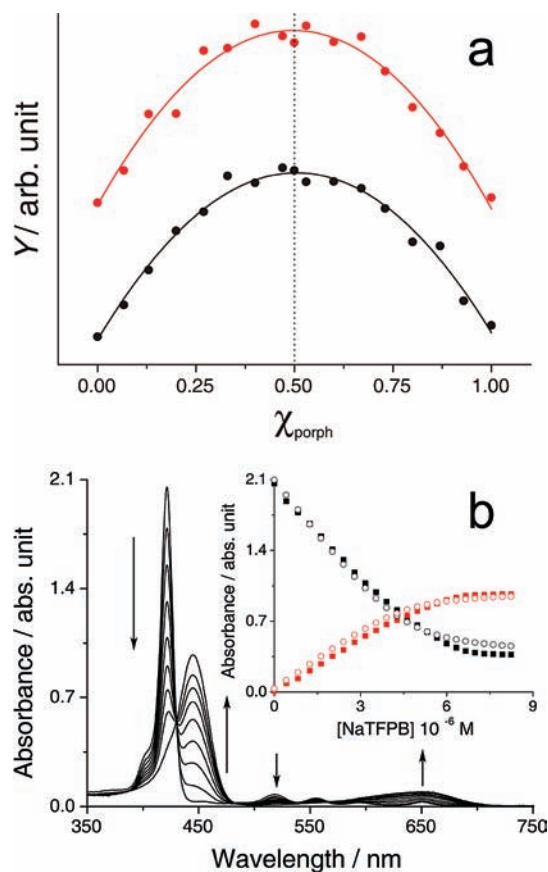 a
Y / arb. unit
0.00 0.25 0.50 0.75 1.00
χporph
b
Absorbance / abs. unit
2.1
1.4
0.7
0.0
350 450 550 650 750
Wavelength / nm
Absorbance / abs. unit
2.1
1.4
0.7
0.0
0 3 6 9
[NaTFPB] 10⁻⁶ M